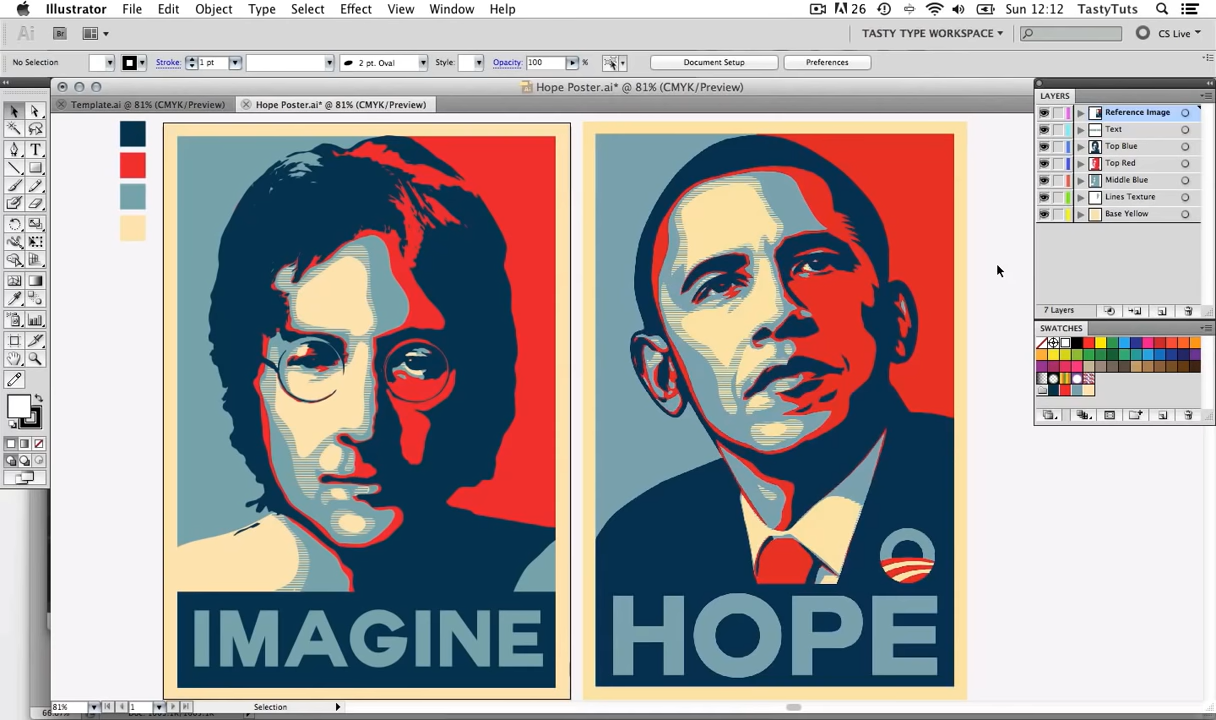 Illustrator File Edit Object Type Select Effect View Window Help 26 Sun 12:12 TastyTuts
Ai Br TASTY TYPE WORKSPACE CS Live
No Selection Stroke: 1 pt 2 pt. Oval Style: Opacity: 100 % Document Setup Preferences
Hope Poster.ai* @ 81% (CMYK/Preview)
Template.ai @ 81% (CMYK/Preview) Hope Poster.ai* @ 81% (CMYK/Preview)
LAYERS
Reference Image
Text
Top Blue
Top Red
Middle Blue
Lines Texture
Base Yellow
7 Layers
SWATCHES
IMAGINE
HOPE
81% 1 Selection